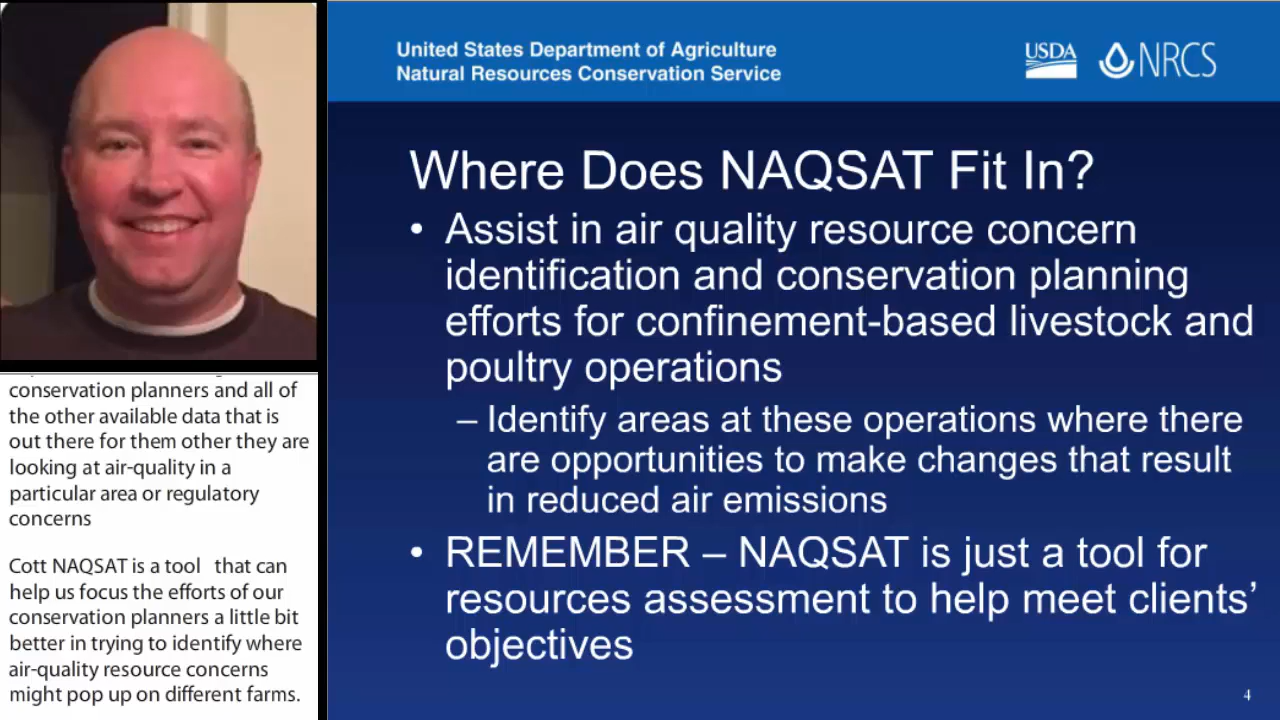 United States Department of Agriculture
Natural Resources Conservation Service
USDA
NRCS
Where Does NAQSAT Fit In?
• Assist in air quality resource concern
identification and conservation planning
efforts for confinement-based livestock and
poultry operations
– Identify areas at these operations where there
are opportunities to make changes that result
in reduced air emissions
• REMEMBER – NAQSAT is just a tool for
resources assessment to help meet clients’
objectives
4
conservation planners and all of
the other available data that is
out there for them other they are
looking at air-quality in a
particular area or regulatory
concerns
Cott NAQSAT is a tool that can
help us focus the efforts of our
conservation planners a little bit
better in trying to identify where
air-quality resource concerns
might pop up on different farms.